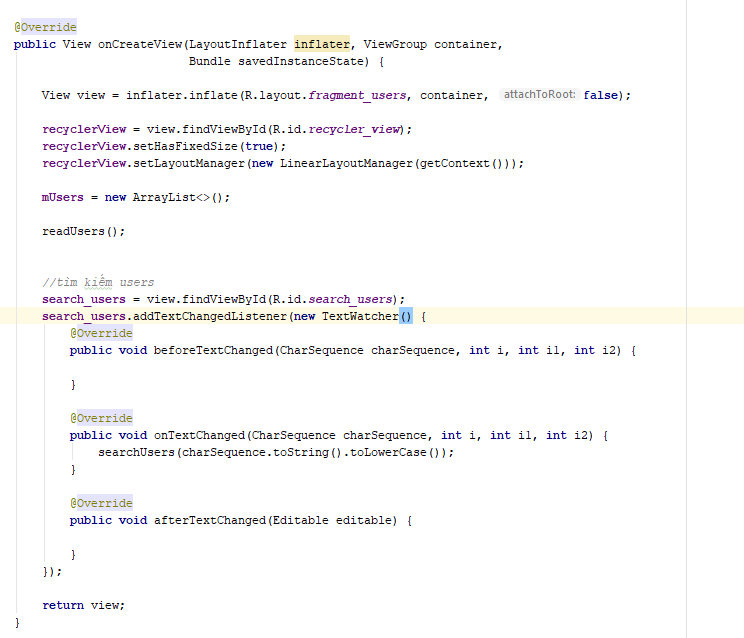 @Override
public View onCreateView(LayoutInflater inflater, ViewGroup container,
                         Bundle savedInstanceState) {
    View view = inflater.inflate(R.layout.fragment_users, container, attachToRoot: false);
    recyclerView = view.findViewById(R.id.recycler_view);
    recyclerView.setHasFixedSize(true);
    recyclerView.setLayoutManager(new LinearLayoutManager(getContext()));
    mUsers = new ArrayList<>();
    readUsers();
    //tìm kiếm users
    search_users = view.findViewById(R.id.search_users);
    search_users.addTextChangedListener(new TextWatcher() {
        @Override
        public void beforeTextChanged(CharSequence charSequence, int i, int i1, int i2) {
        }
        @Override
        public void onTextChanged(CharSequence charSequence, int i, int i1, int i2) {
            searchUsers(charSequence.toString().toLowerCase());
        }
        @Override
        public void afterTextChanged(Editable editable) {
        }
    });
    return view;
}